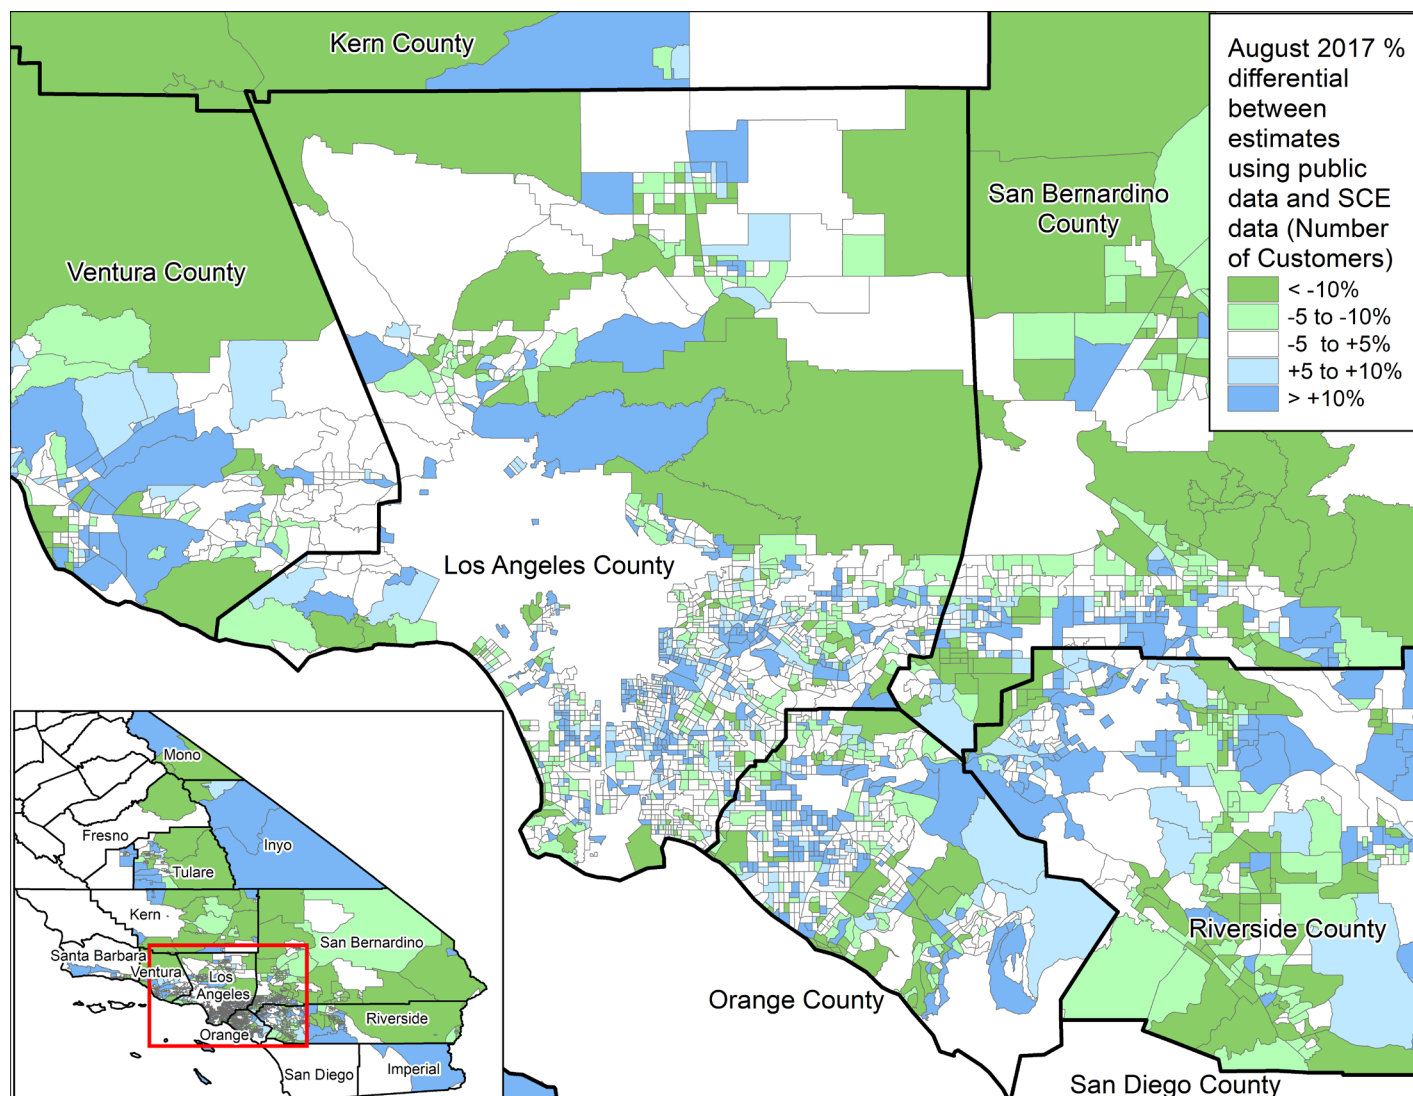 Kern County
August 2017 %
differential
between
estimates
using public
data and SCE
data (Number
of Customers)
< -10%
-5 to -10%
-5 to +5%
+5 to +10%
> +10%
San Bernardino
County
Ventura County
Los Angeles County
Riverside County
Orange County
San Diego County
Mono
Fresno
Inyo
Tulare
Kern
San Bernardino
Santa Barbara
Ventura
Los
Angeles
Riverside
Orange
San Diego
Imperial